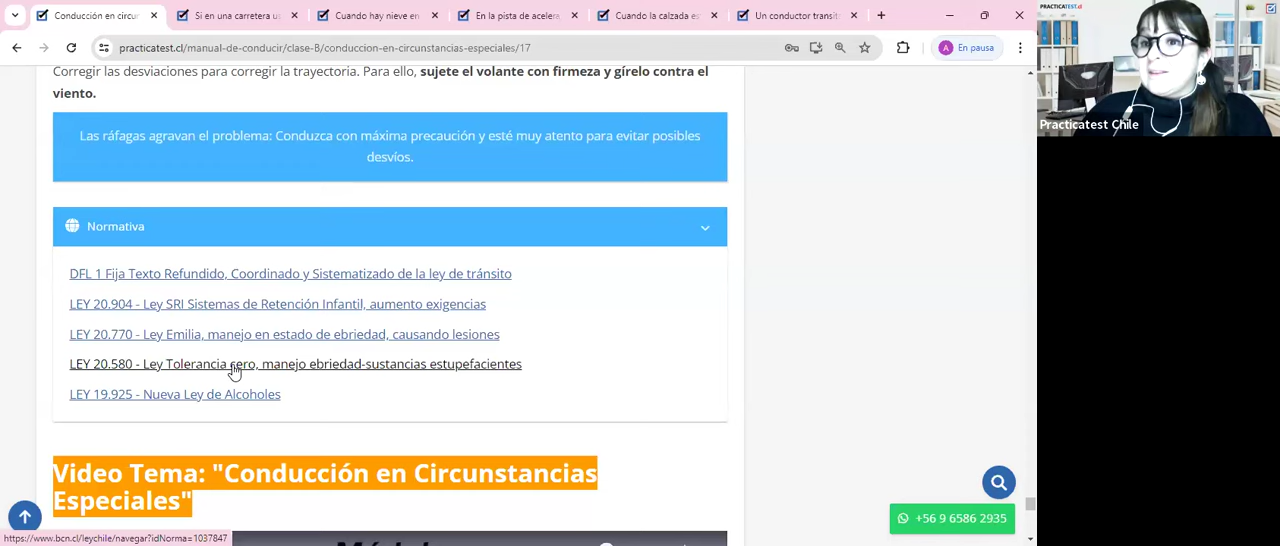 Conducción en circun
Si en una carretera u
Cuando hay nieve en
En la pista de acelera
Cuando la calzada es
Un conductor transit
practicatest.cl/manual-de-conducir/clase-B/conduccion-en-circunstancias-especiales/17
A
En pausa
PRACTICATEST.CL
Practicatest Chile
Corregir las desviaciones para corregir la trayectoria. Para ello, sujete el volante con firmeza y gírelo contra el
viento.
Las ráfagas agravan el problema: Conduzca con máxima precaución y esté muy atento para evitar posibles
desvíos.
Normativa
DFL 1 Fija Texto Refundido, Coordinado y Sistematizado de la ley de tránsito
LEY 20.904 - Ley SRI Sistemas de Retención Infantil, aumento exigencias
LEY 20.770 - Ley Emilia, manejo en estado de ebriedad, causando lesiones
LEY 20.580 - Ley Tolerancia cero, manejo ebriedad-sustancias estupefacientes
LEY 19.925 - Nueva Ley de Alcoholes
Video Tema: "Conducción en Circunstancias
Especiales"
+56 9 6586 2935
https://www.bcn.cl/leychile/navegar?idNorma=1037847